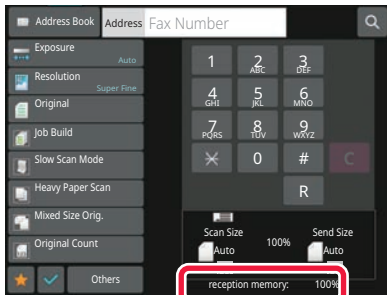 Address Book
Address
Fax Number
Exposure
Auto
Resolution
Super Fine
Original
Job Build
Slow Scan Mode
Heavy Paper Scan
Mixed Size Orig.
Original Count
Others
1
2 ABC
3 DEF
4 GHI
5 JKL
6 MNO
7 PQRS
8 TUV
9 WXYZ
0
#
C
R
Scan Size
Auto
100%
Send Size
Auto
reception memory: 100%